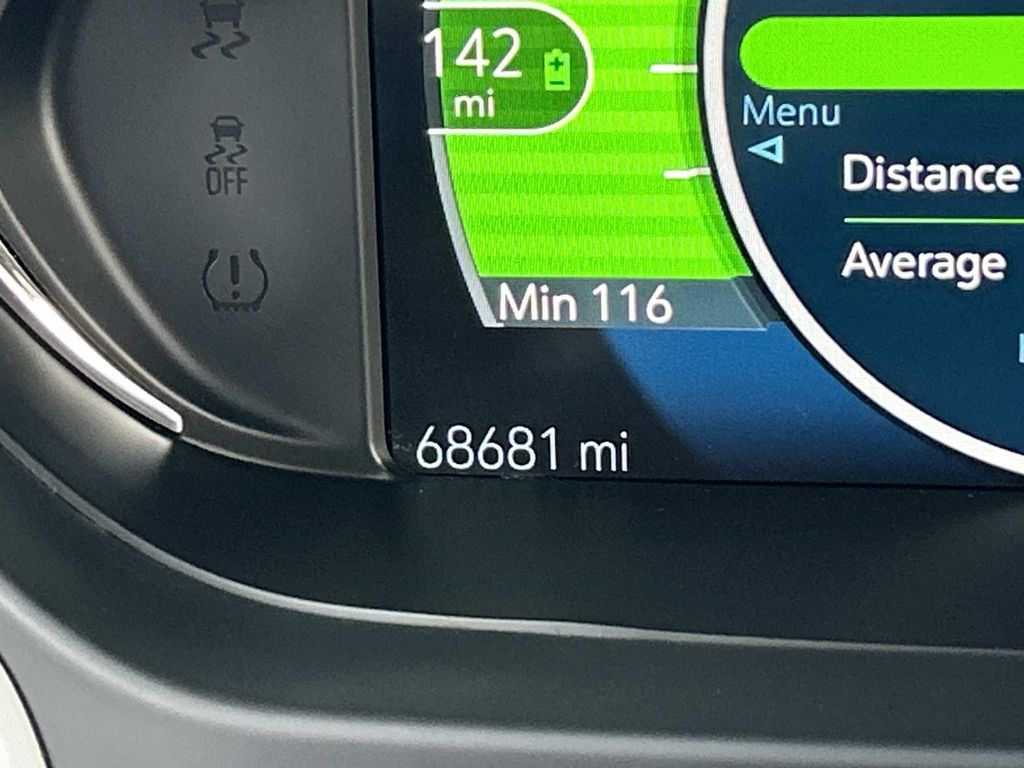 142
mi
Menu
OFF
Distance
Average
Min 116
68681 mi